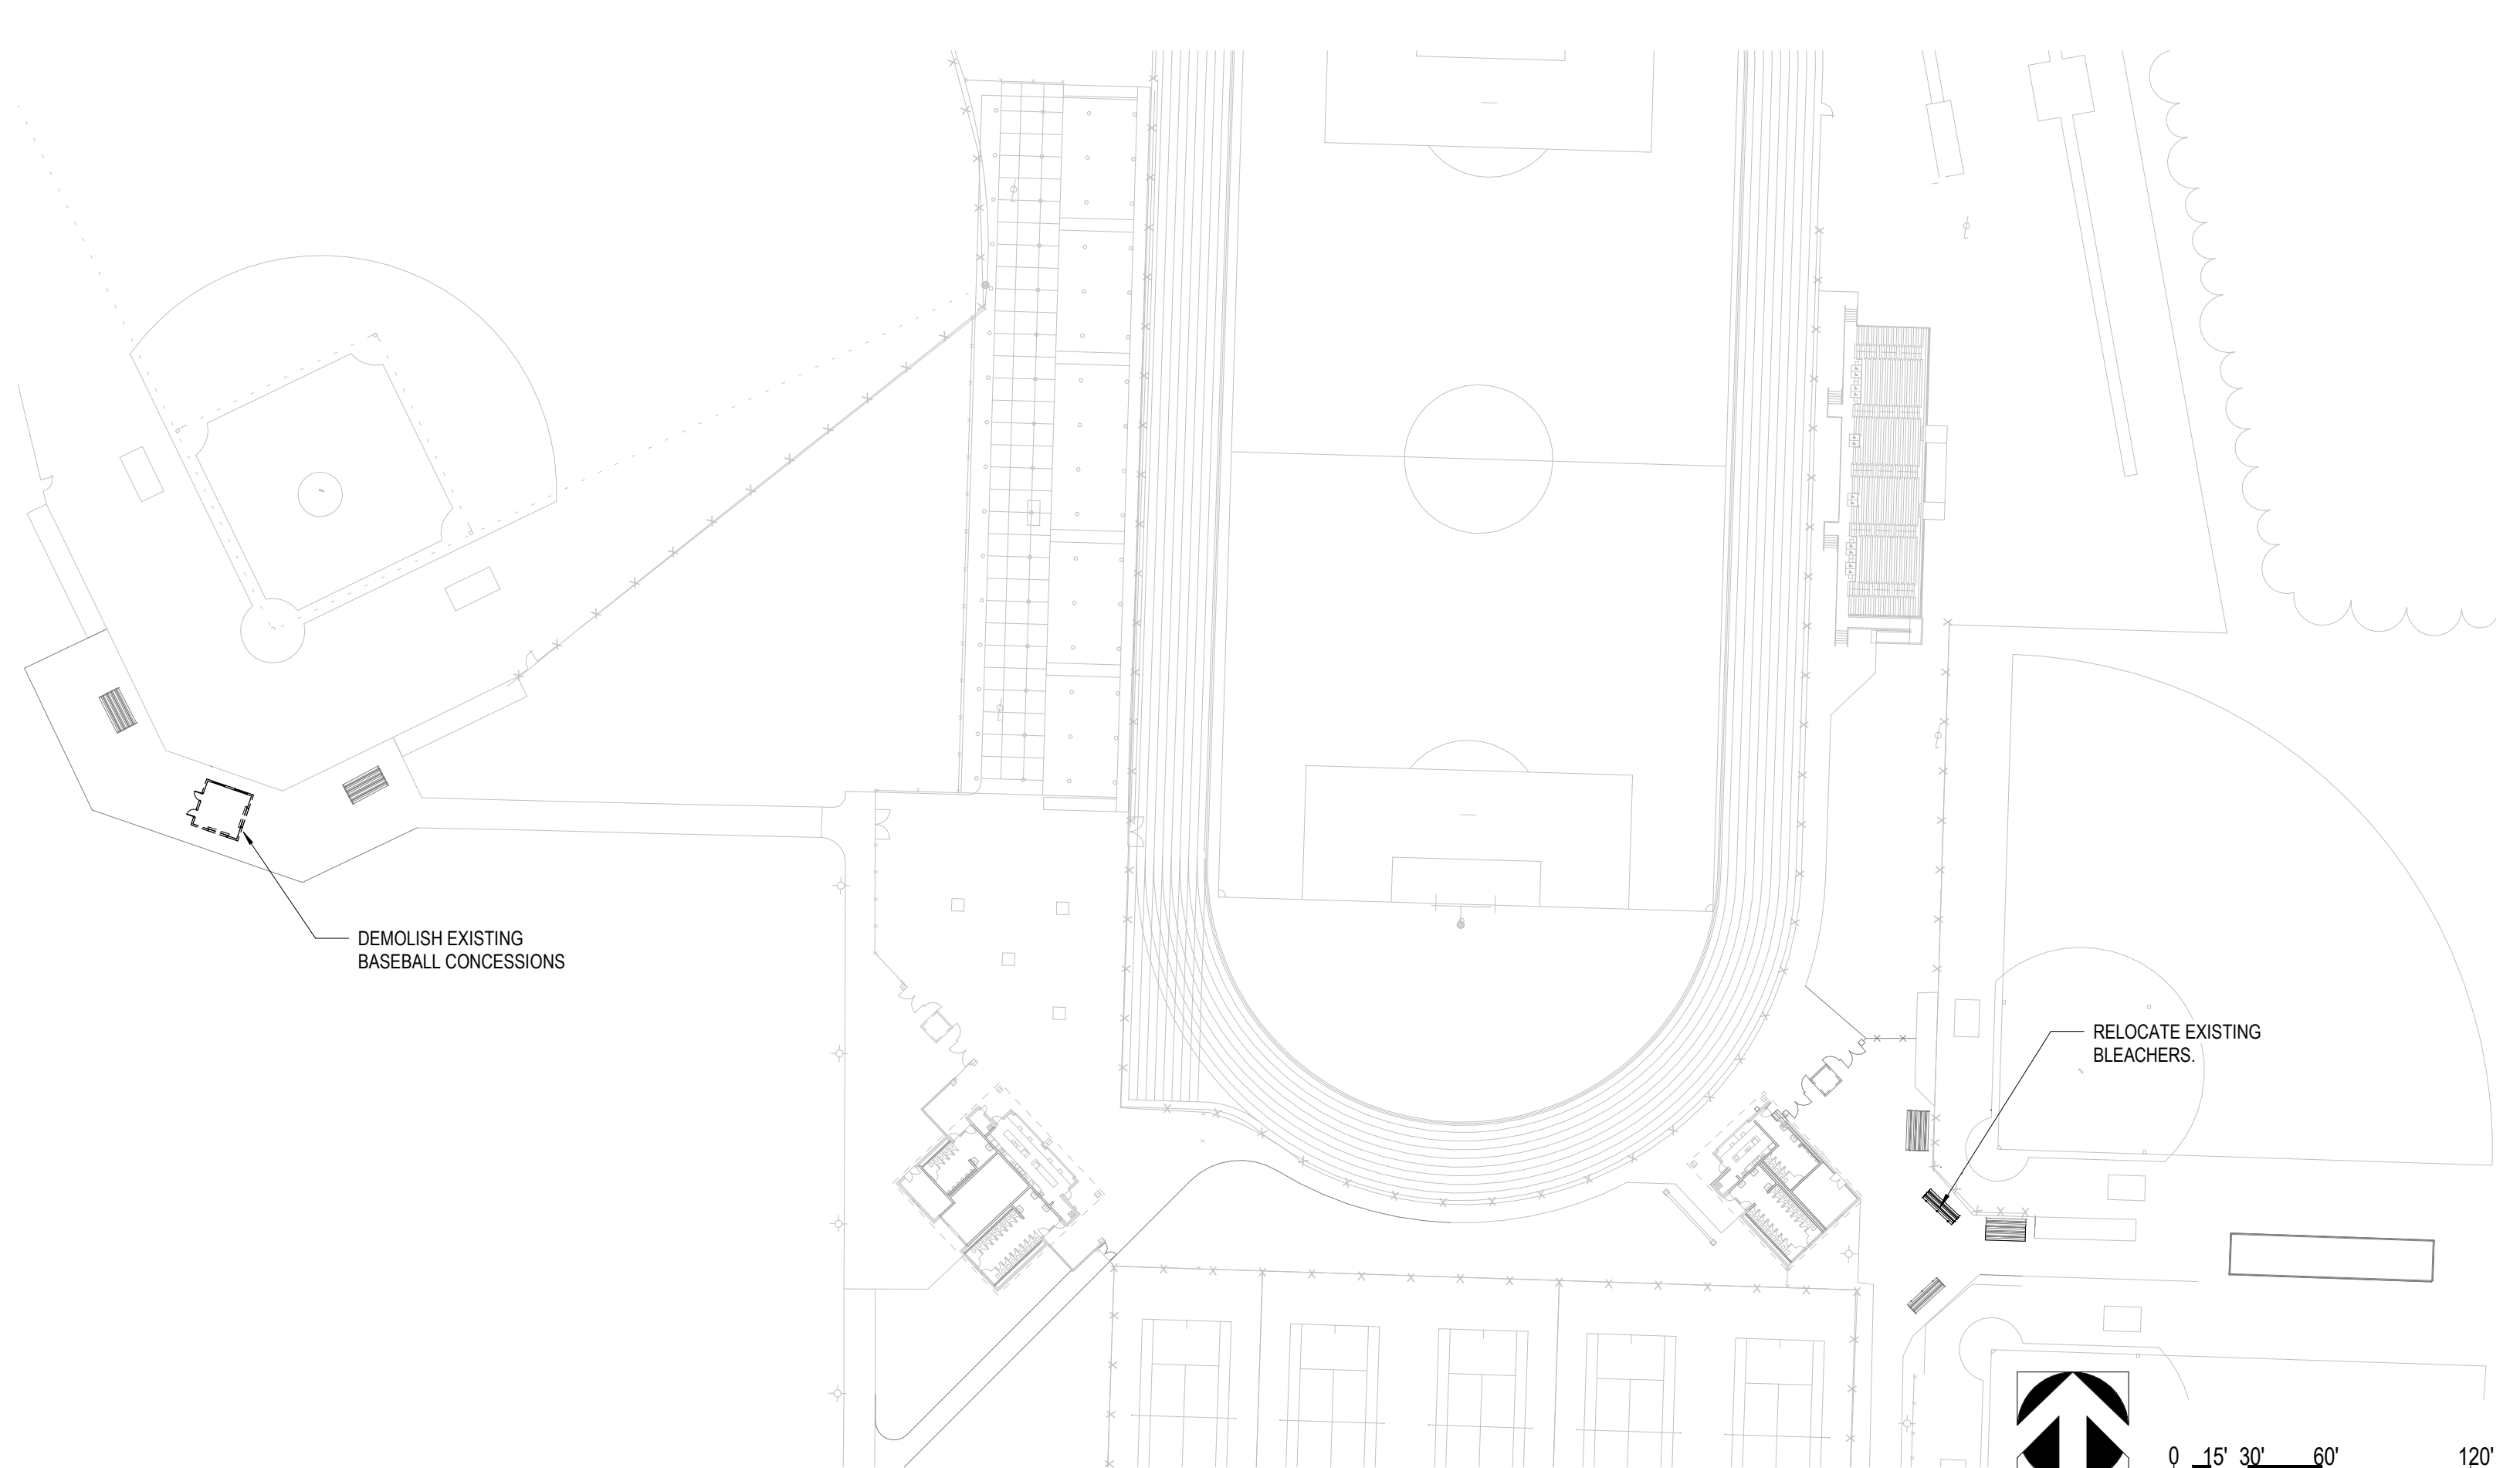 DEMOLISH EXISTING
BASEBALL CONCESSIONS
RELOCATE EXISTING
BLEACHERS.
0 15' 30' 60' 120'